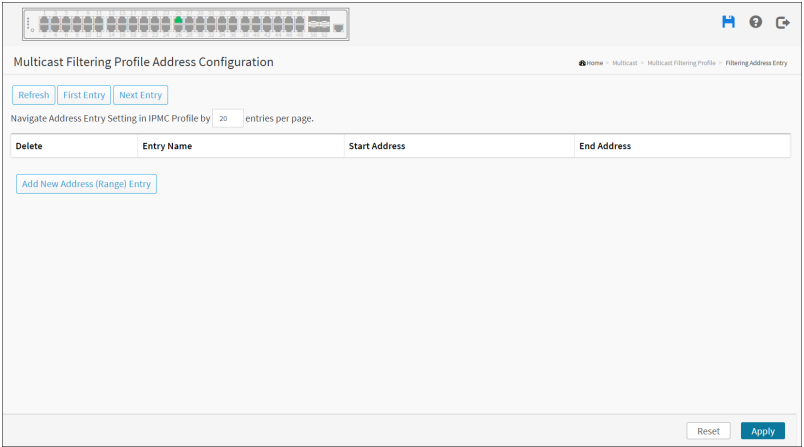 Multicast Filtering Profile Address Configuration
Home > Multicast > Multicast Filtering Profile > Filtering Address Entry
Refresh First Entry Next Entry
Navigate Address Entry Setting in IPMC Profile by 20 entries per page.
Delete Entry Name Start Address End Address
Add New Address (Range) Entry
Reset Apply